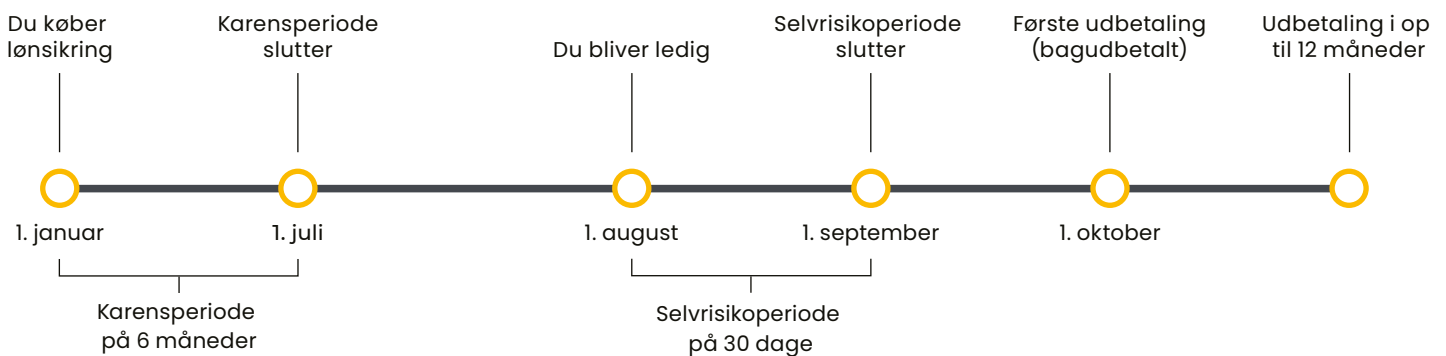 Du køber
lønsikring
Karensperiode
slutter
Du bliver ledig
Selvrisikoperiode
slutter
Første udbetaling
(bagudbetalt)
Udbetaling i op
til 12 måneder
1. januar
1. juli
1. august
1. september
1. oktober
Karensperiode
på 6 måneder
Selvrisikoperiode
på 30 dage